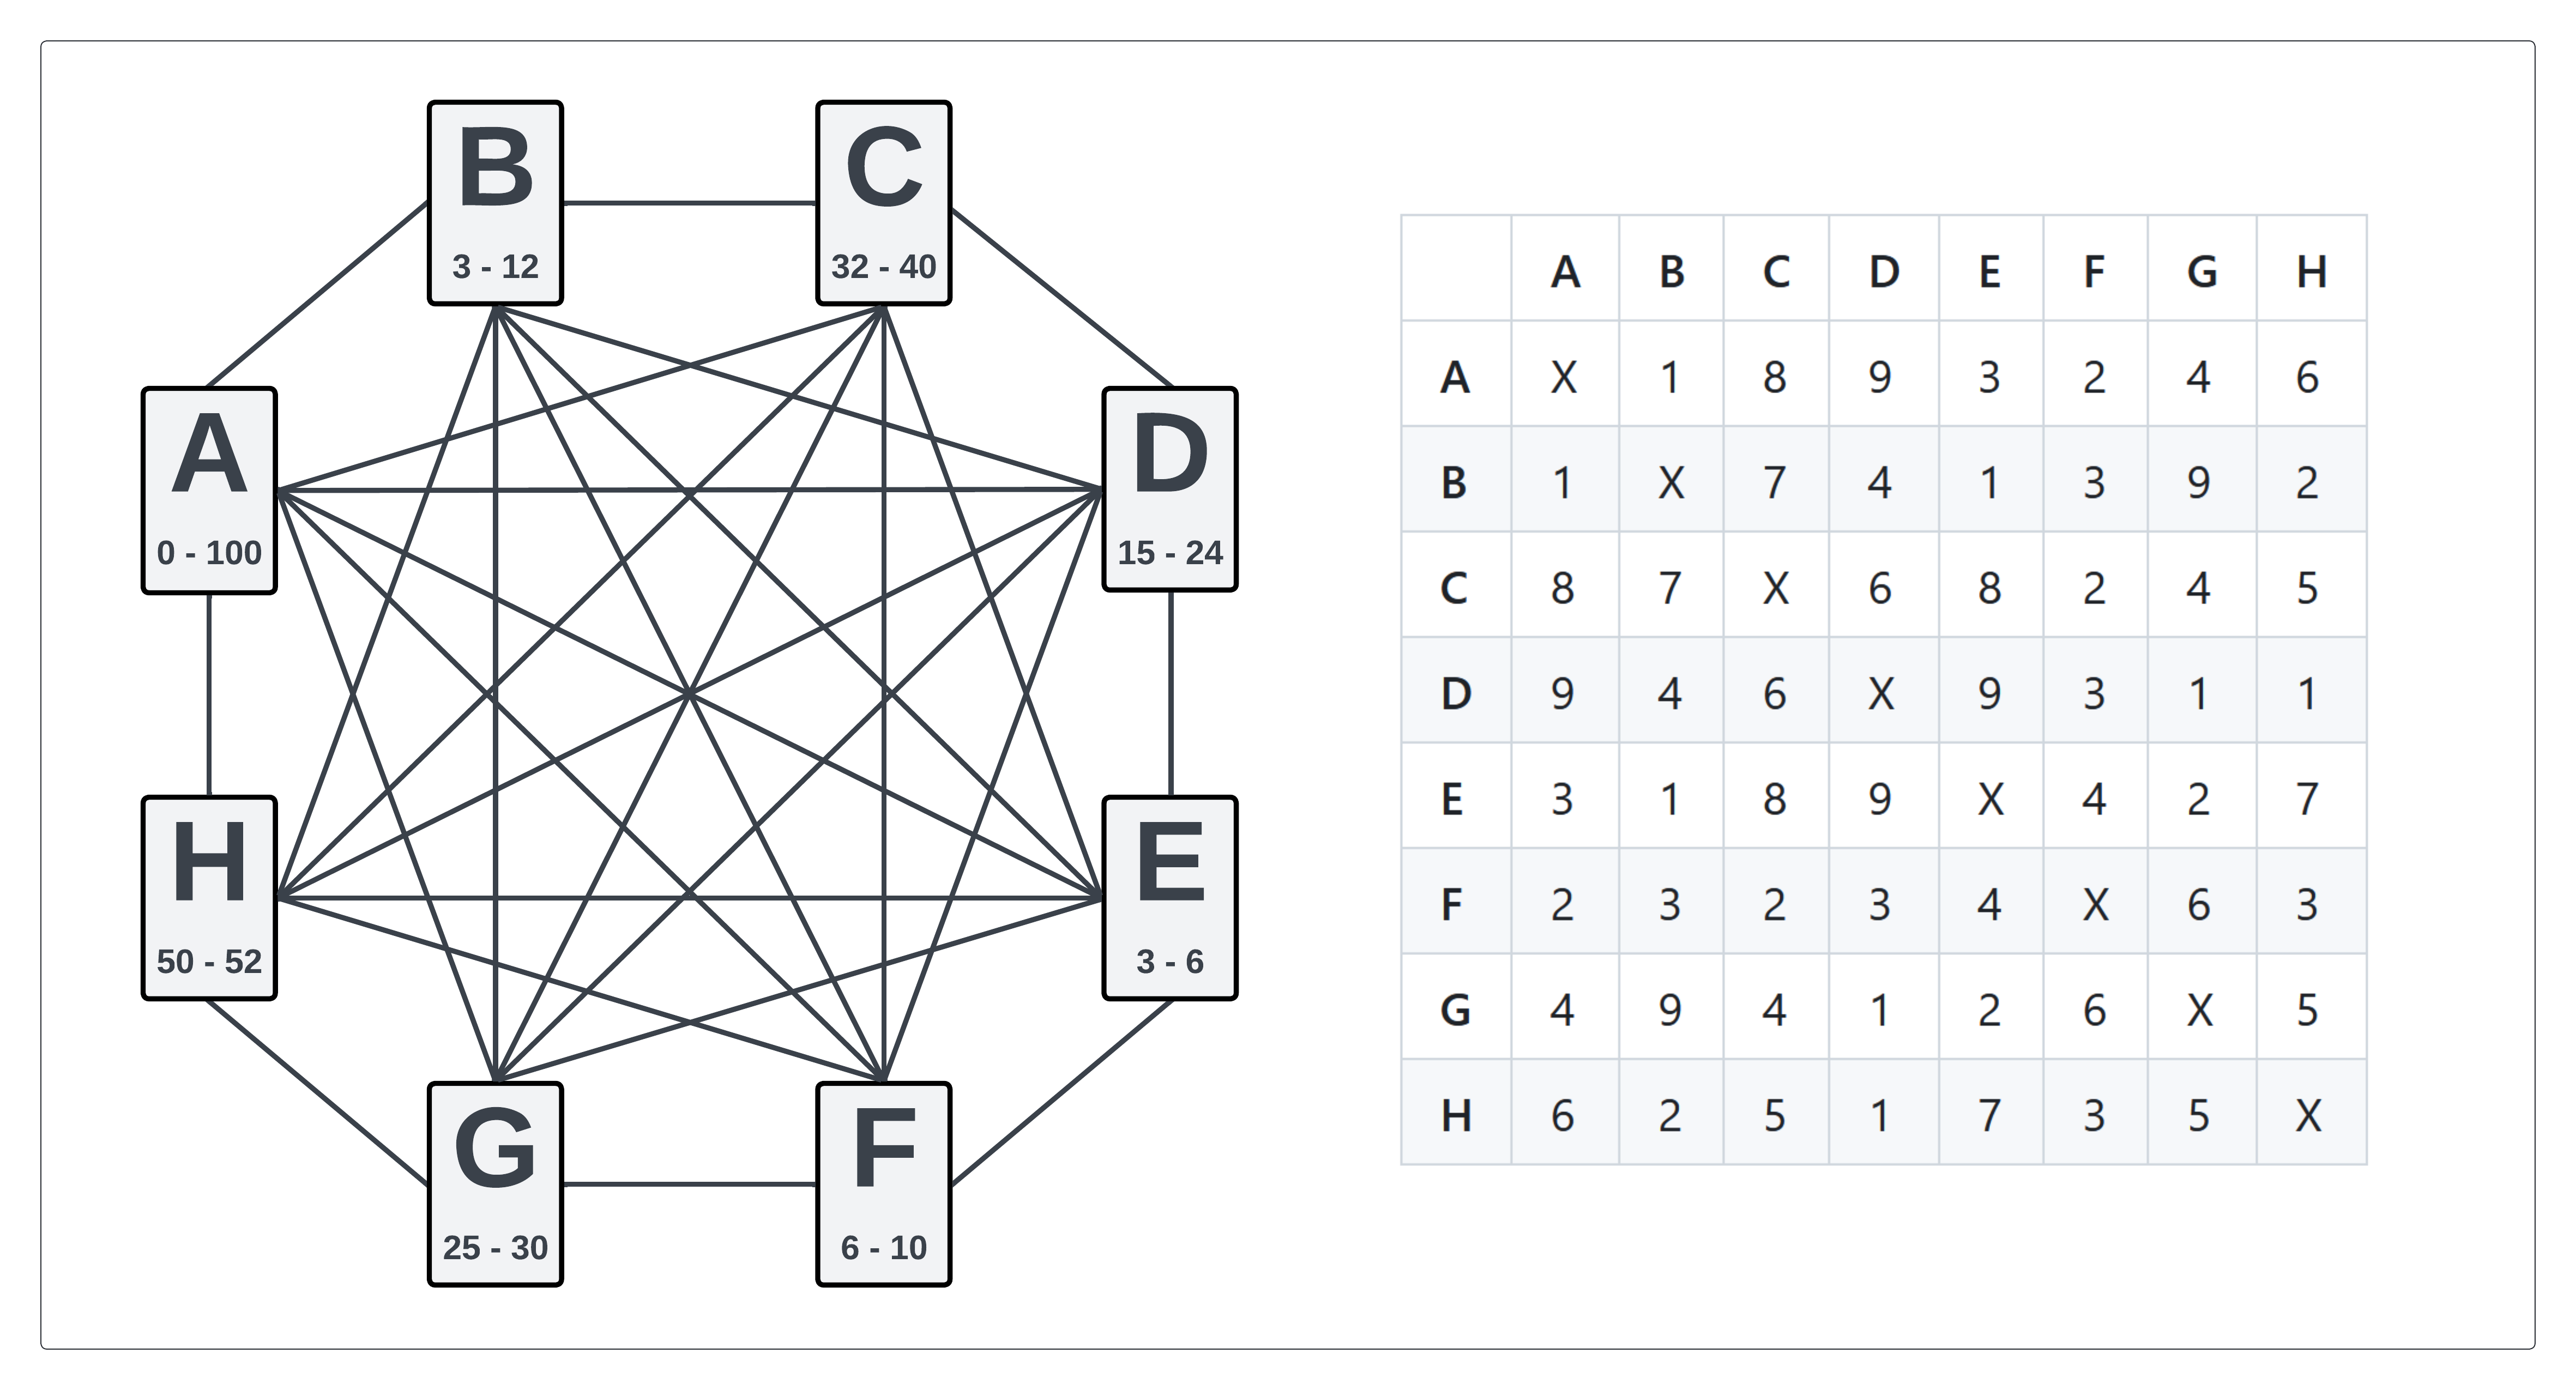 B
3 - 12
C
32 - 40
A
0 - 100
D
15 - 24
H
50 - 52
E
3 - 6
G
25 - 30
F
6 - 10
A B C D E F G H
A X 1 8 9 3 2 4 6
B 1 X 7 4 1 3 9 2
C 8 7 X 6 8 2 4 5
D 9 4 6 X 9 3 1 1
E 3 1 8 9 X 4 2 7
F 2 3 2 3 4 X 6 3
G 4 9 4 1 2 6 X 5
H 6 2 5 1 7 3 5 X